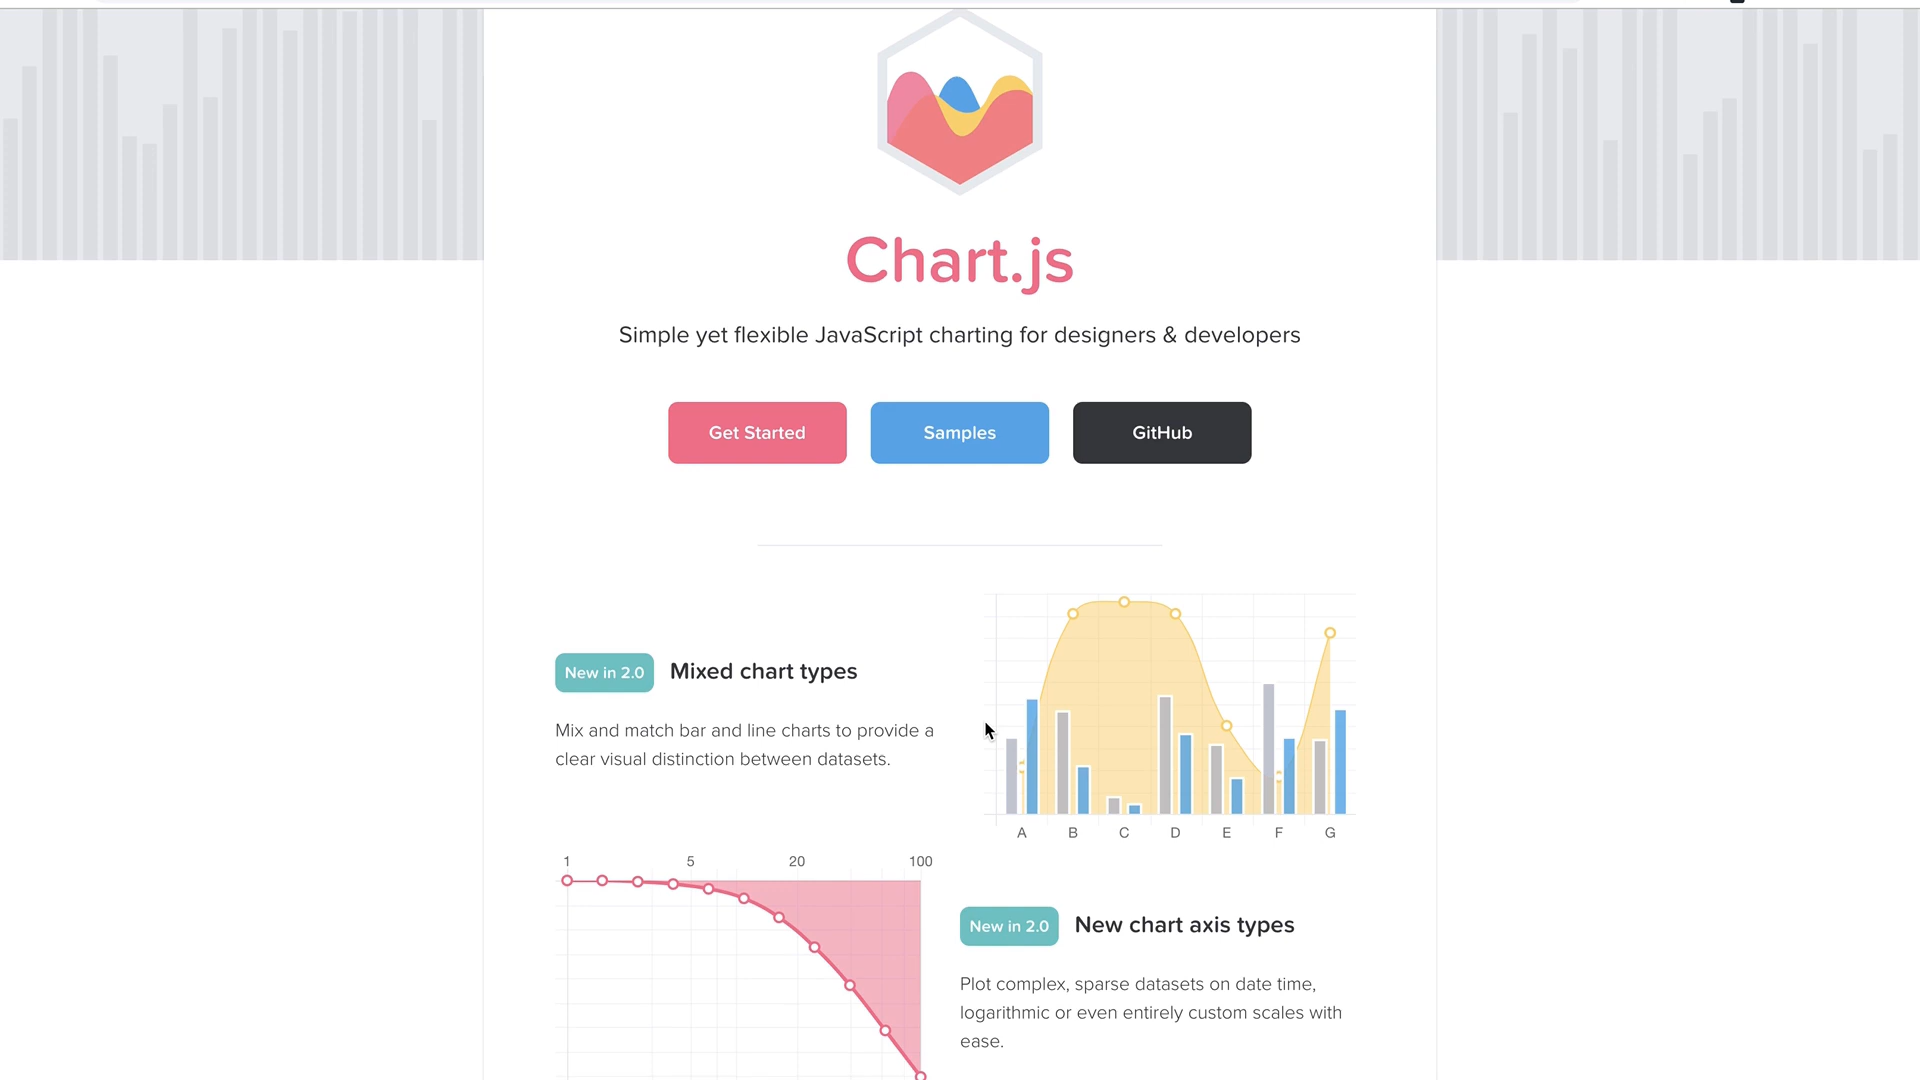 Chart.js
Simple yet flexible JavaScript charting for designers & developers
Get Started
Samples
GitHub
New in 2.0
Mixed chart types
Mix and match bar and line charts to provide a
clear visual distinction between datasets.
A B C D E F G
1 5 20 100
New in 2.0
New chart axis types
Plot complex, sparse datasets on date time,
logarithmic or even entirely custom scales with
ease.